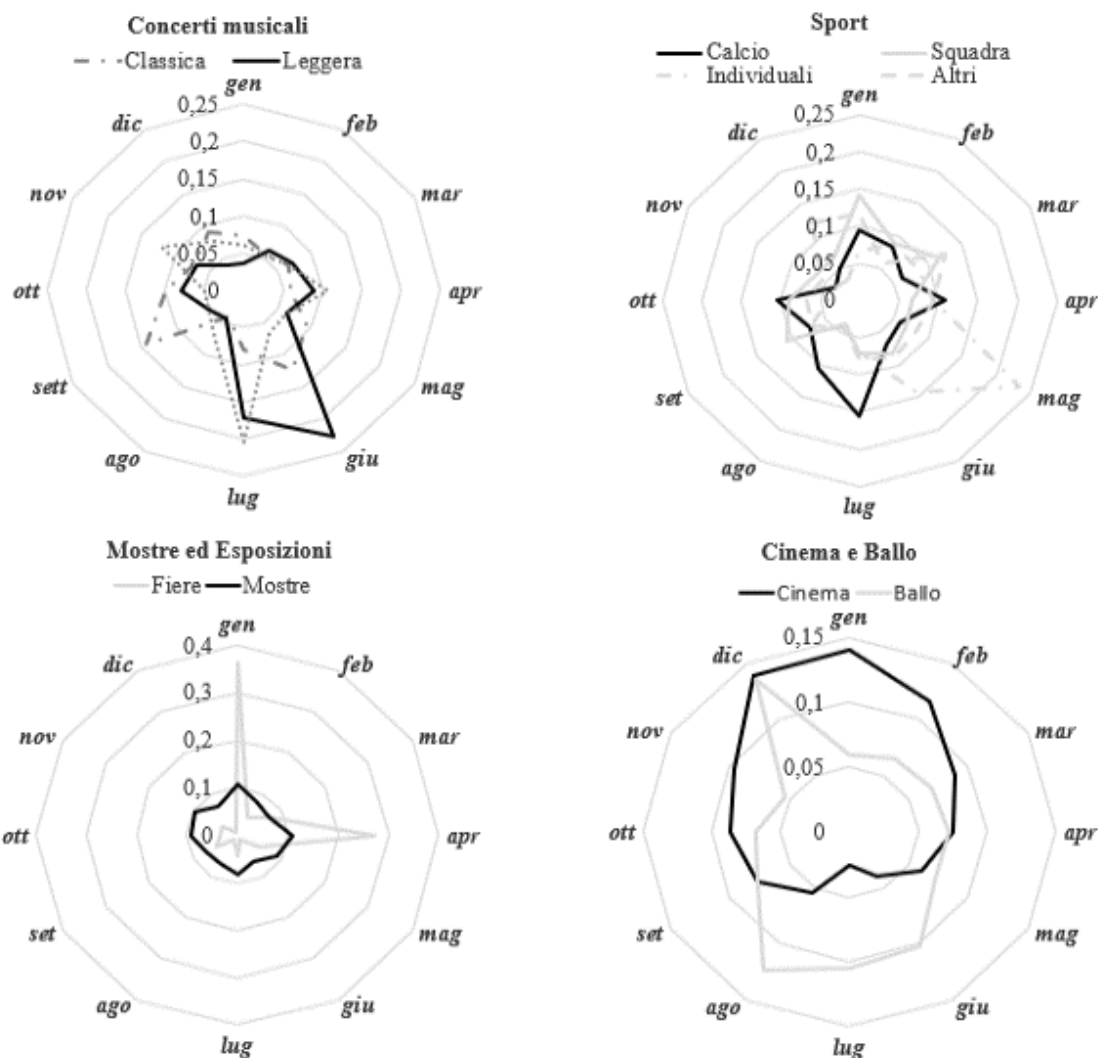 Concerti musicali
Classica Leggera
gen
0,25
dic feb
0,2
nov 0,15 mar
0,1
0,05
ott 0 apr
sett mag
ago giu
lug
Sport
Calcio Squadra
Individuali Altri
gen
0,25
dic feb
0,2
nov 0,15 mar
0,1
0,05
ott 0 apr
set mag
ago giu
lug
Mostre ed Esposizioni
Fiere Mostre
gen
0,4
dic feb
0,3
nov mar
0,2
0,1
ott 0 apr
set mag
ago giu
lug
Cinema e Ballo
Cinema Ballo
gen
0,15
dic feb
nov 0,1 mar
0,05
ott 0 apr
set mag
ago giu
lug